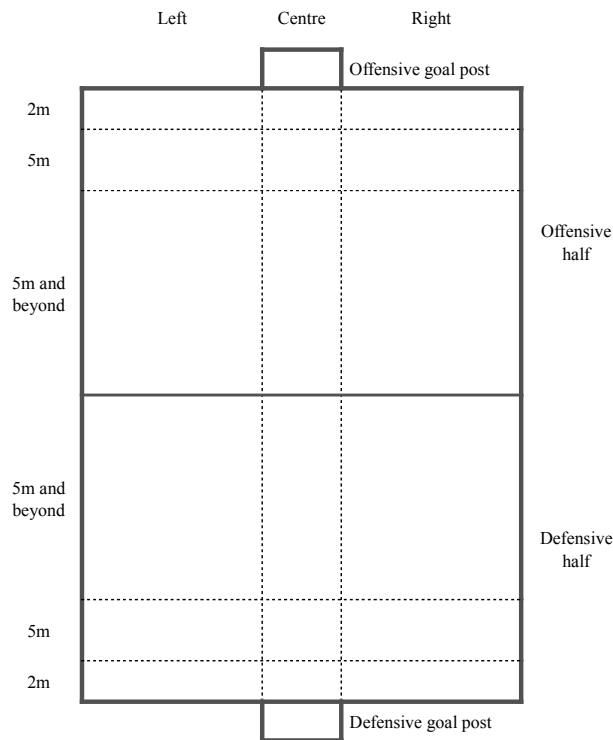 Left Centre Right
Offensive goal post
2m
5m
Offensive
half
5m and
beyond
5m and
beyond
Defensive
half
5m
2m
Defensive goal post